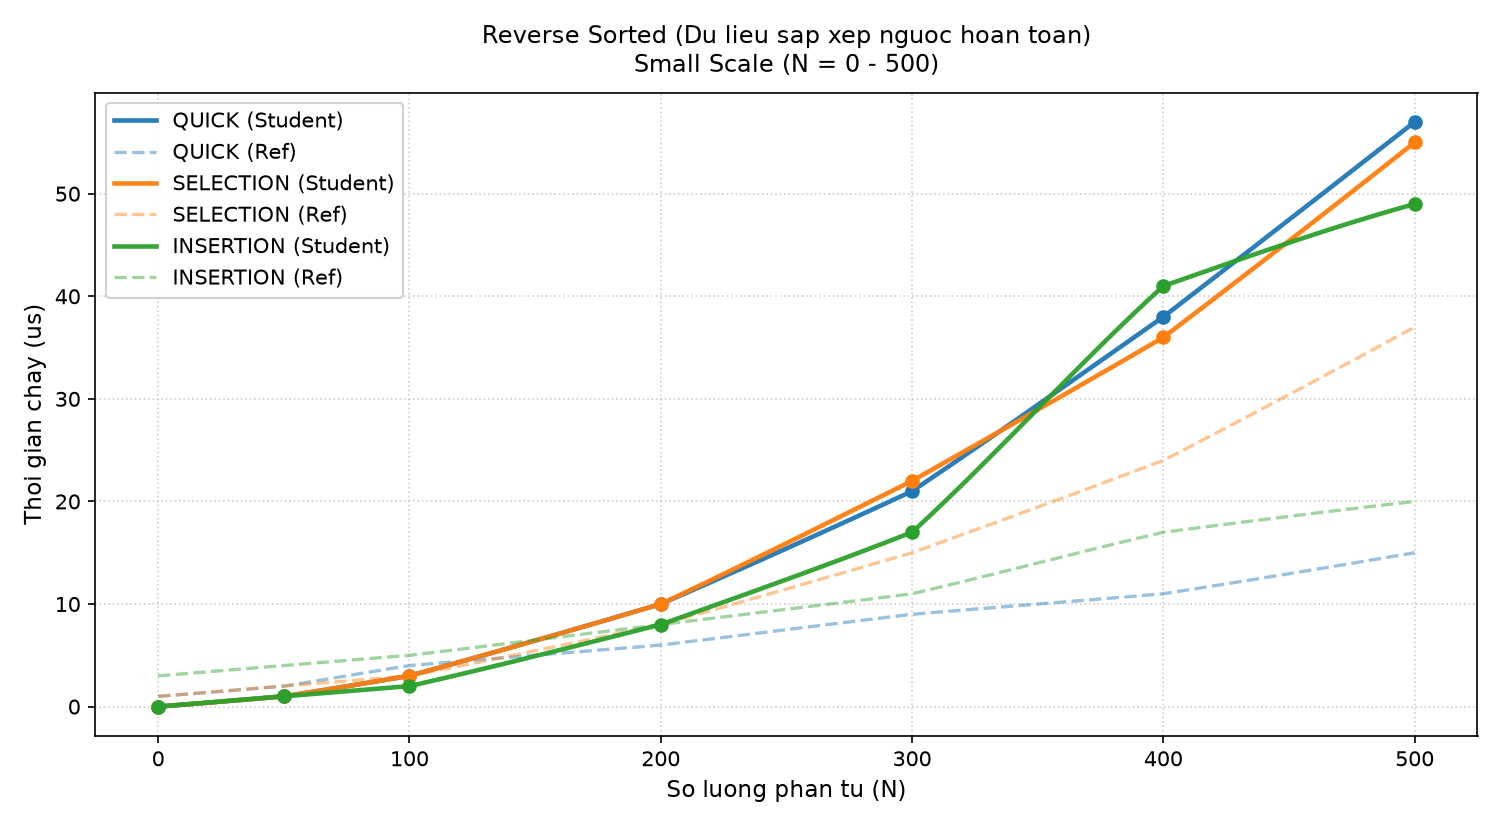 Reverse Sorted (Du lieu sap xep nguoc hoan toan)
Small Scale (N = 0 - 500)
QUICK (Student)
QUICK (Ref)
SELECTION (Student)
SELECTION (Ref)
INSERTION (Student)
INSERTION (Ref)
Thoi gian chay (us)
50
40
30
20
10
0
0 100 200 300 400 500
So luong phan tu (N)